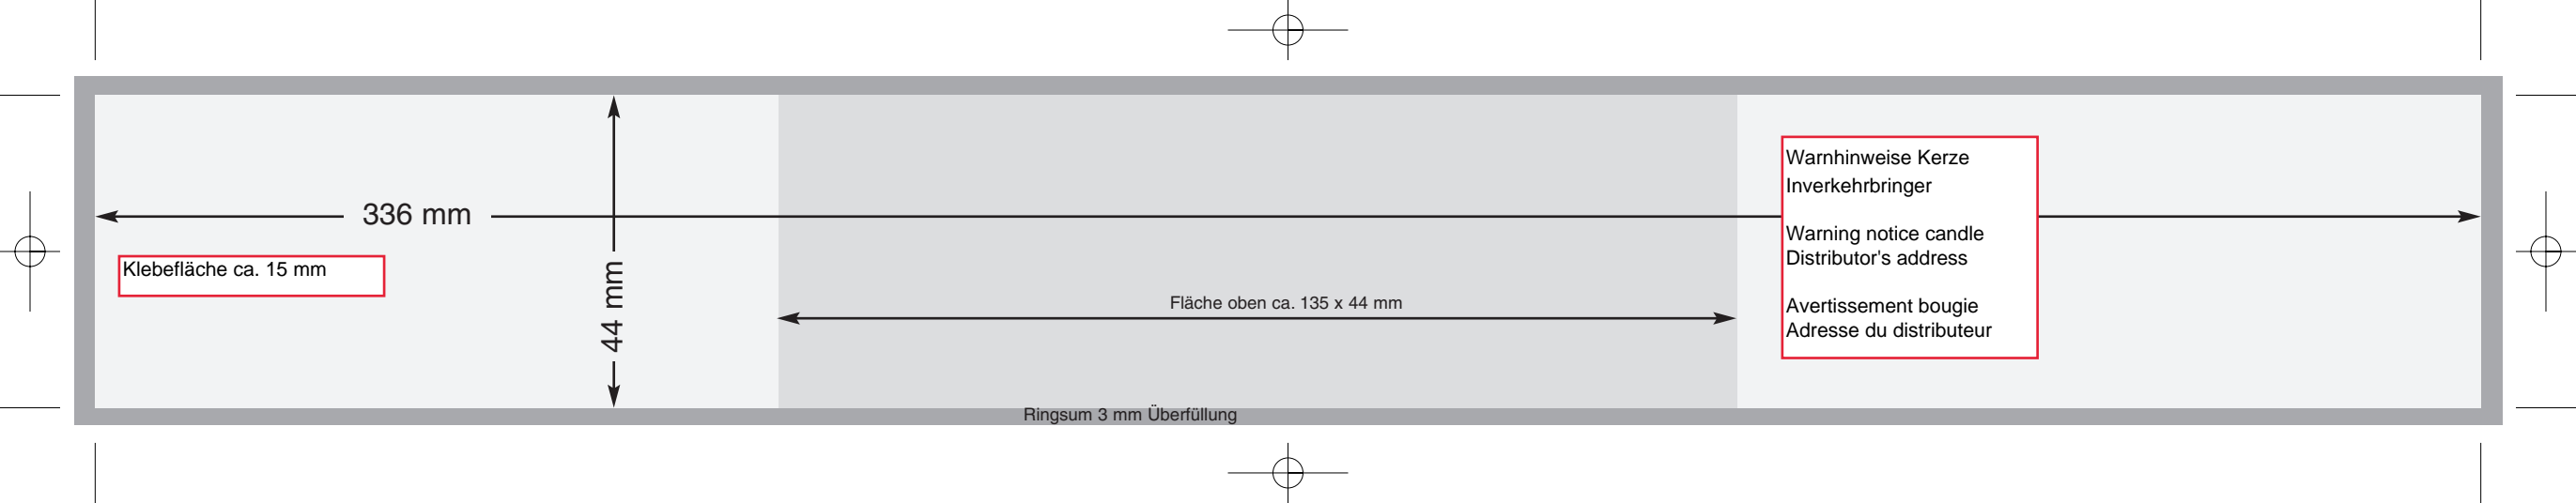 336 mm
Klebefläche ca. 15 mm
44 mm
Fläche oben ca. 135 x 44 mm
Warnhinweise Kerze
Inverkehrbringer
Warning notice candle
Distributor's address
Avertissement bougie
Adresse du distributeur
Ringsum 3 mm Überfüllung